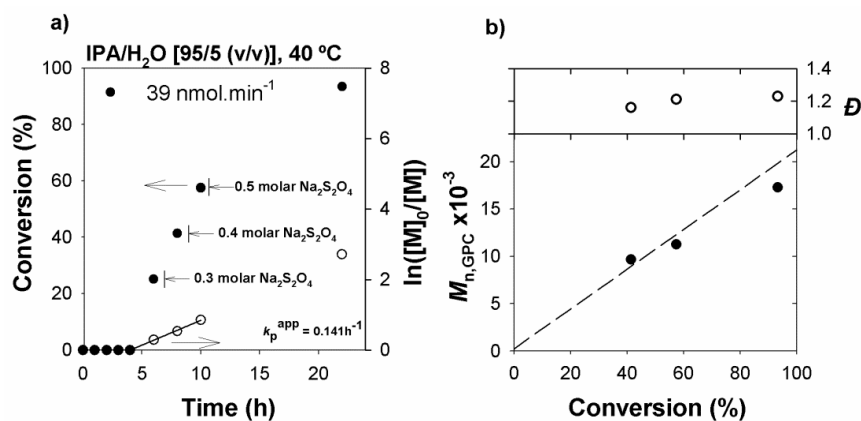 a)
IPA/H₂O [95/5 (v/v)], 40 ºC
100
80
60
40
20
0
Conversion (%)
39 nmol.min⁻¹
0.5 molar Na₂S₂O₄
0.4 molar Na₂S₂O₄
0.3 molar Na₂S₂O₄
kₚᵃᵖᵖ = 0.141h⁻¹
8
6
4
2
0
ln([M]₀/[M])
0 5 10 15 20
Time (h)
b)
1.4
1.2
1.0
Đ
20
15
10
5
0
Mn,GPC x10⁻³
0 20 40 60 80 100
Conversion (%)